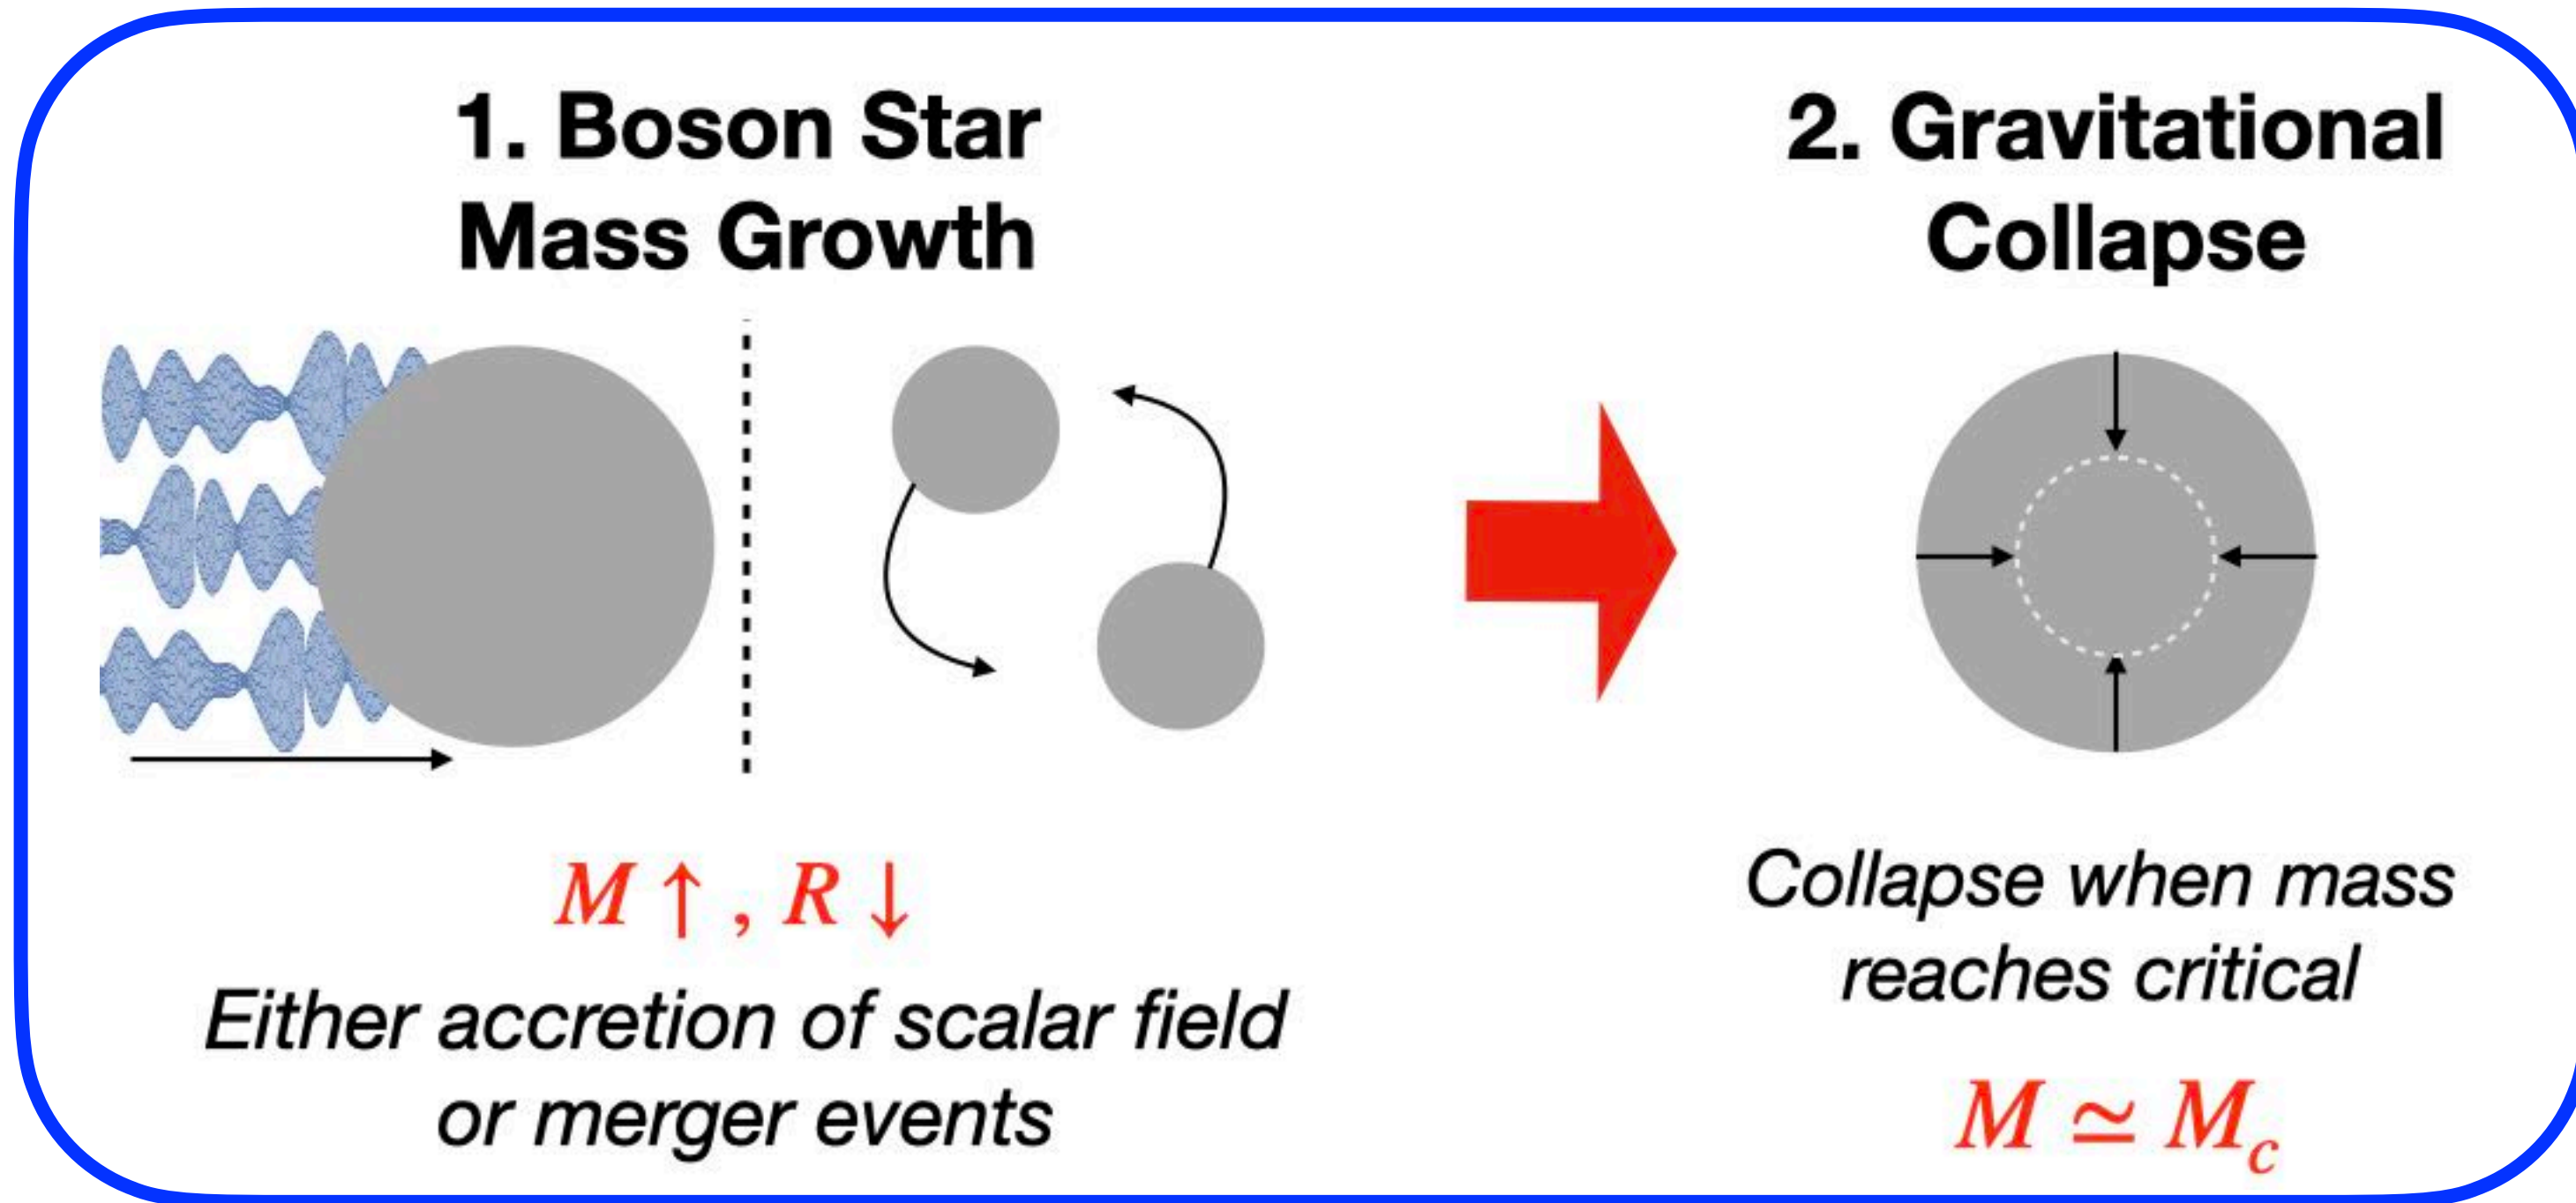 1. Boson Star
Mass Growth
M ↑ , R ↓
Either accretion of scalar field
or merger events
2. Gravitational
Collapse
Collapse when mass
reaches critical
M ≃ M_c